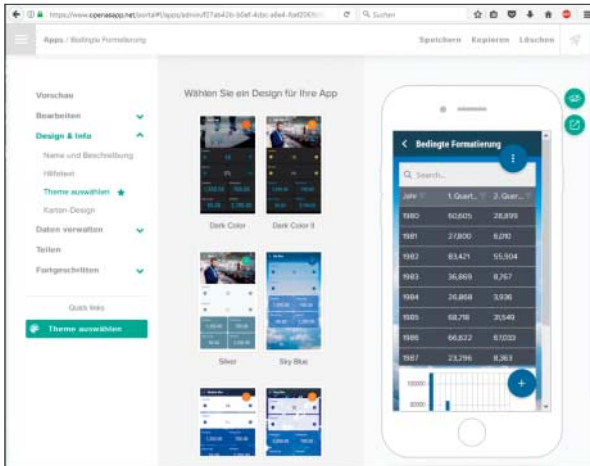 https://www.openasapp.net/portal
Suchen
Apps / Bedingte Formatierung
Speichern Kopieren Löschen
Vorschau
Bearbeiten
Design & Info
Name und Beschreibung
Hilfetext
Theme auswählen
Karten-Design
Daten verwalten
Teilen
Fortgeschritten
Quick links
Theme auswählen
Wählen Sie ein Design für Ihre App
Dark Color
Dark Color II
Silver
Sky Blue
Bedingte Formatierung
Search...
Jahr 1. Quart... 2. Quar...
1980 60,605 28,899
1981 27,800 6,010
1982 83,421 55,904
1983 36,969 8,767
1984 26,868 3,936
1985 68,718 31,549
1986 66,822 67,033
1987 23,296 8,363
100000
80000